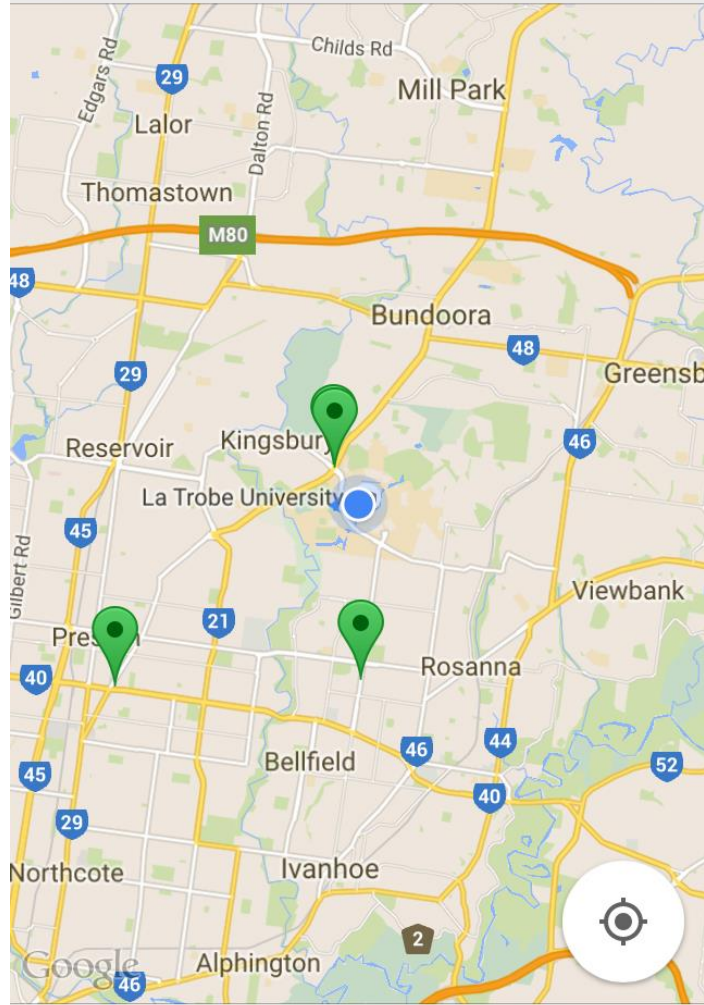 Childs Rd
Edgars Rd
29
Mill Park
Dalton Rd
Lalor
Thomastown
M80
48
Bundoora
48
29
Greensb
Kingsbury
46
Reservoir
La Trobe University
45
Gilbert Rd
Viewbank
21
Preston
Rosanna
40
44
46
52
Bellfield
45
40
29
Ivanhoe
Northcote
2
Alphington
Google
46